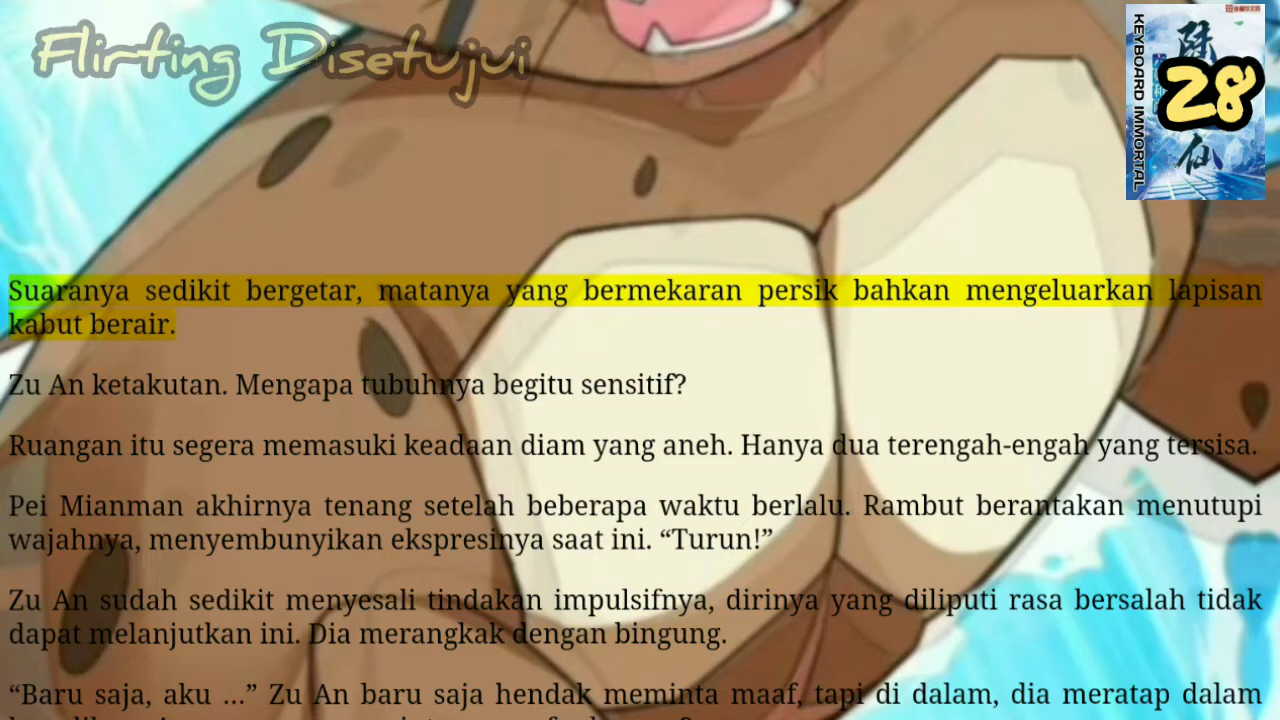 Flirting Disetujui
KEYBOARD IMMORTAL
28
仙
Suaranya sedikit bergetar, matanya yang bermekaran persik bahkan mengeluarkan lapisan
kabut berair.
Zu An ketakutan. Mengapa tubuhnya begitu sensitif?
Ruangan itu segera memasuki keadaan diam yang aneh. Hanya dua terengah-engah yang tersisa.
Pei Mianman akhirnya tenang setelah beberapa waktu berlalu. Rambut berantakan menutupi
wajahnya, menyembunyikan ekspresinya saat ini. “Turun!”
Zu An sudah sedikit menyesali tindakan impulsifnya, dirinya yang diliputi rasa bersalah tidak
dapat melanjutkan ini. Dia merangkak dengan bingung.
“Baru saja, aku ...” Zu An baru saja hendak meminta maaf, tapi di dalam, dia meratap dalam